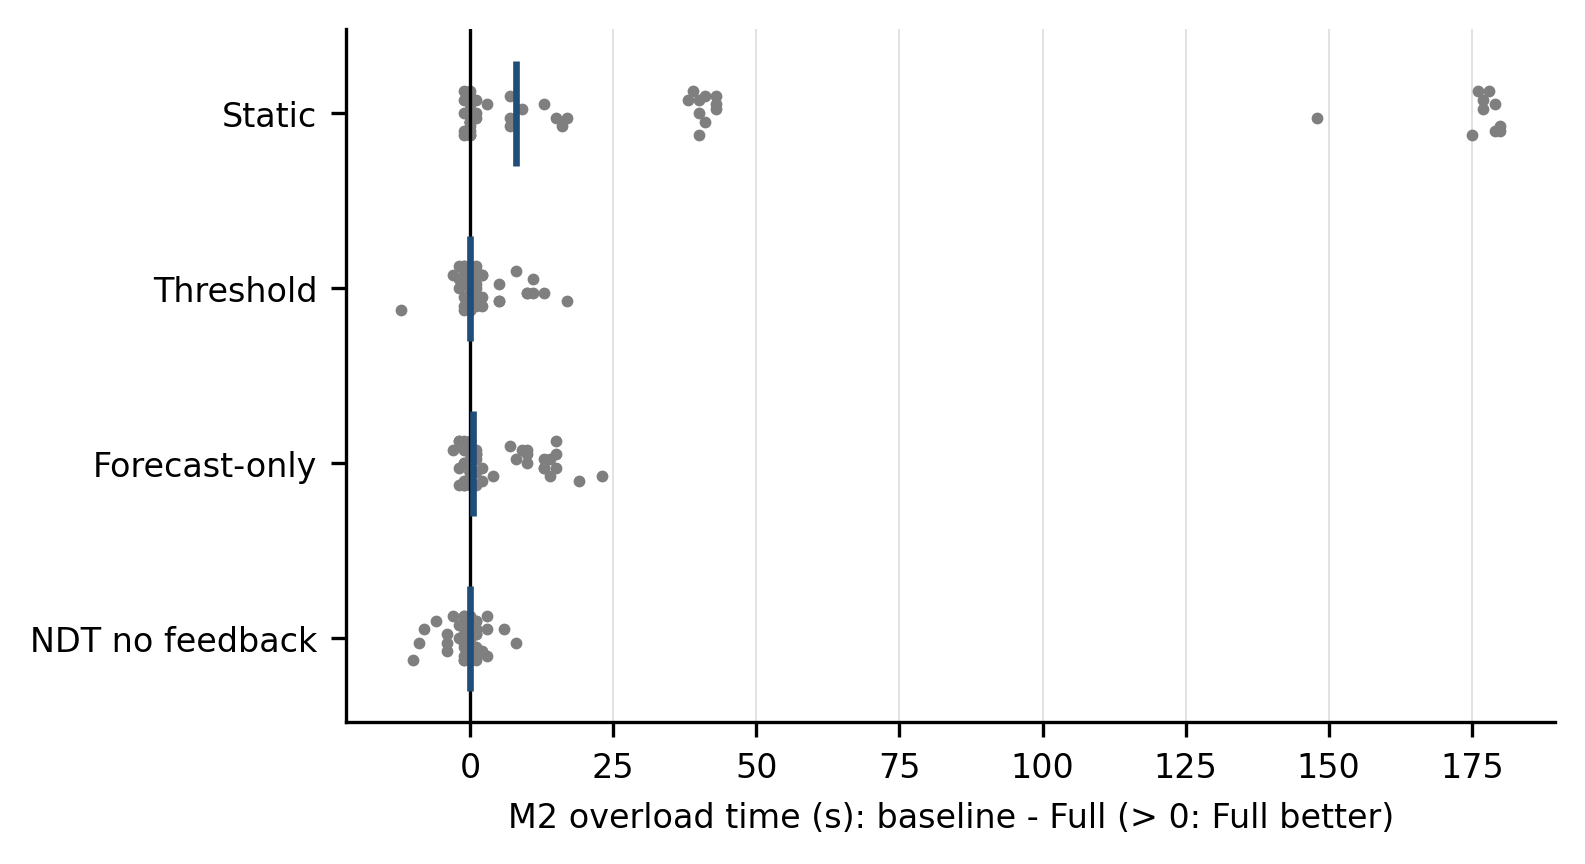 Static
Threshold
Forecast-only
NDT no feedback
0 25 50 75 100 125 150 175
M2 overload time (s): baseline - Full (> 0: Full better)